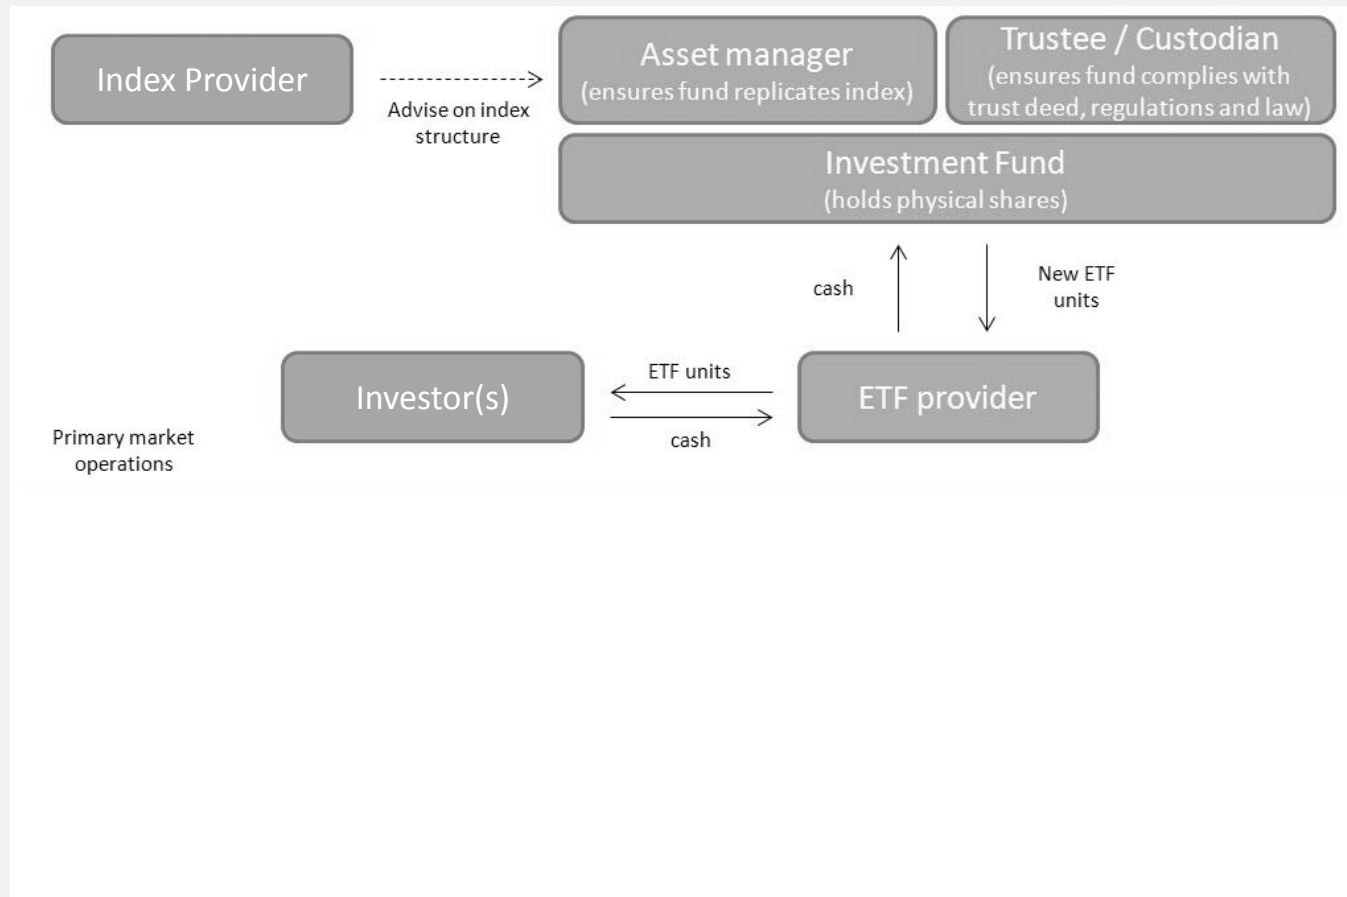 Index Provider
Advise on index
structure
Asset manager
(ensures fund replicates index)
Trustee / Custodian
(ensures fund complies with
trust deed, regulations and law)
Investment Fund
(holds physical shares)
cash
New ETF
units
Investor(s)
ETF units
cash
ETF provider
Primary market
operations